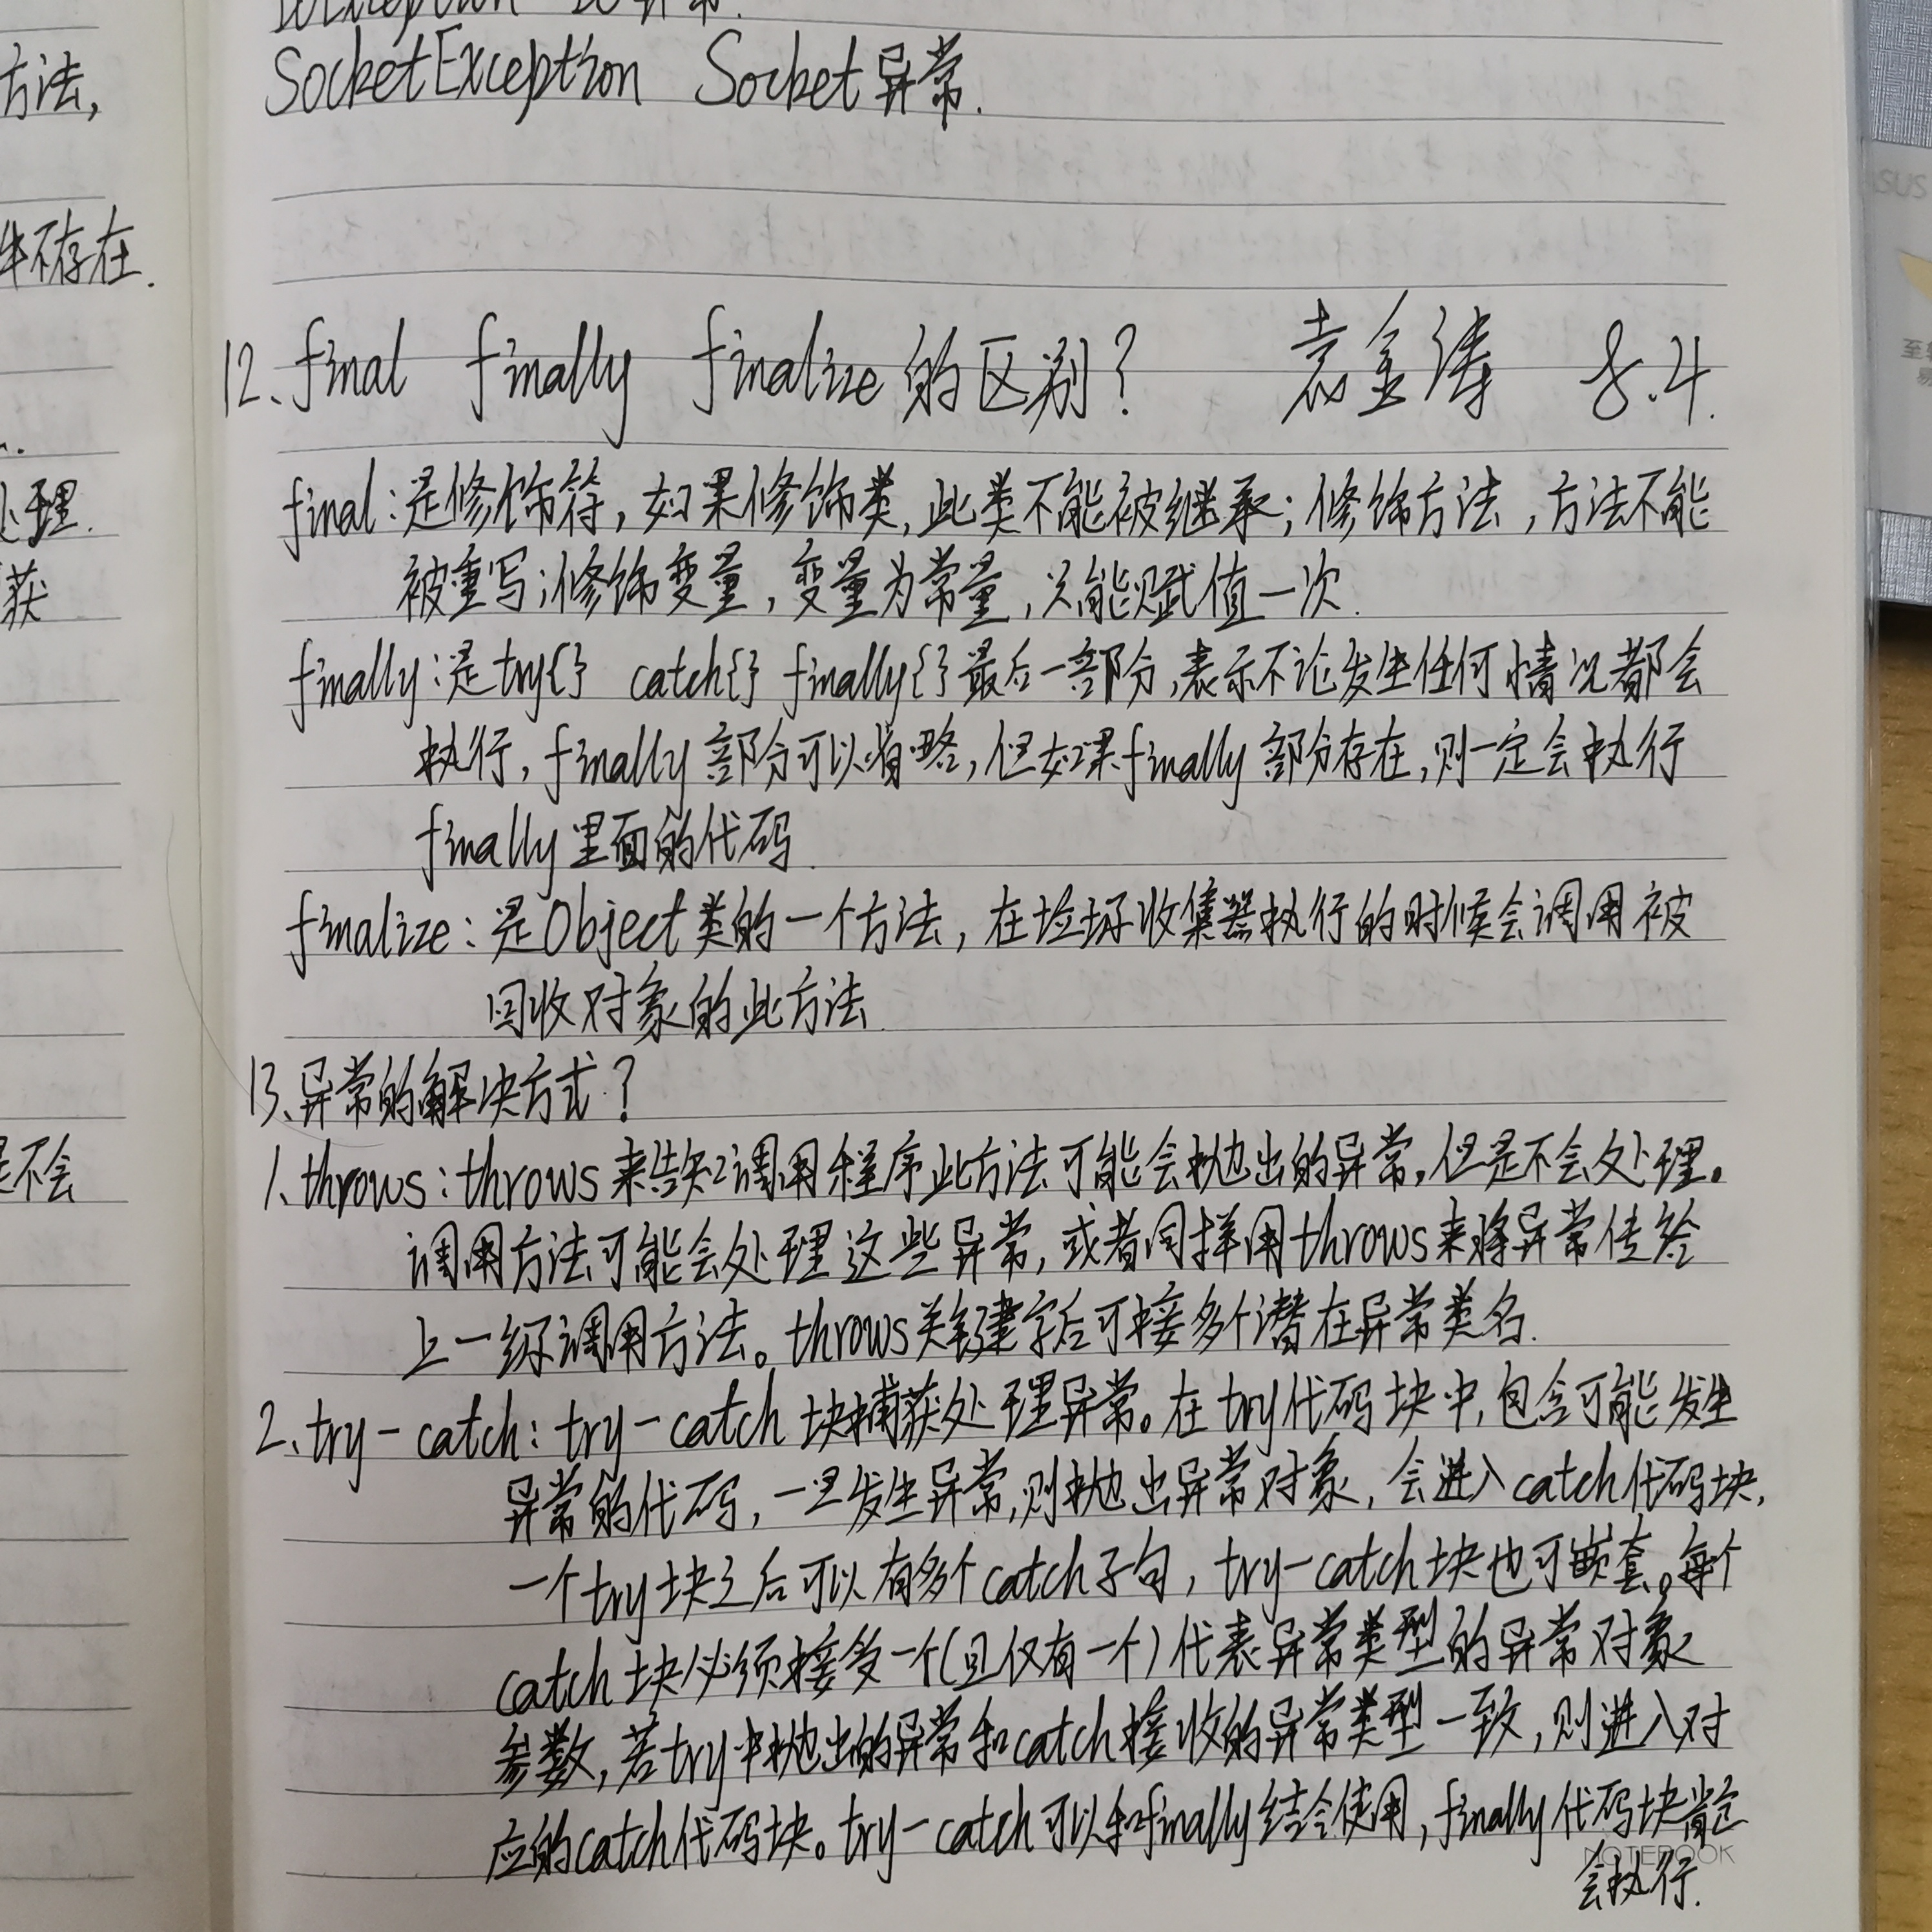 方法,
件不存在.
处理.
获
是不会
IOException IO异常.
SocketException Socket异常.
12、final finally finalize的区别? 袁金涛 8.4.
final:是修饰符,如果修饰类,此类不能被继承;修饰方法,方法不能
被重写;修饰变量,变量为常量,只能赋值一次.
finally:是try{} catch{} finally{}最后一部分,表示不论发生任何情况都会
执行,finally部分可以省略,但如果finally部分存在,则一定会执行
finally里面的代码.
finalize:是Object类的一个方法,在垃圾收集器执行的时候会调用被
回收对象的此方法.
13、异常的解决方式?
1、throws:throws来告知调用程序此方法可能会抛出的异常,但是不会处理。
调用方法可能会处理这些异常,或者同样用throws来将异常传给
上一级调用方法。throws关键字后可接多个潜在异常类名.
2、try-catch:try-catch块捕获处理异常。在try代码块中,包含可能发生
异常的代码,一旦发生异常,则抛出异常对象,会进入catch代码块,
一个try块之后可以有多个catch子句,try-catch块也可嵌套。每个
catch块必须接受一个(且仅有一个)代表异常类型的异常对象
参数,若try中抛出的异常和catch接收的异常类型一致,则进入对
应的catch代码块。try-catch可以和finally结合使用,finally代码块肯定
会执行.
NOTEBOOK
SUS